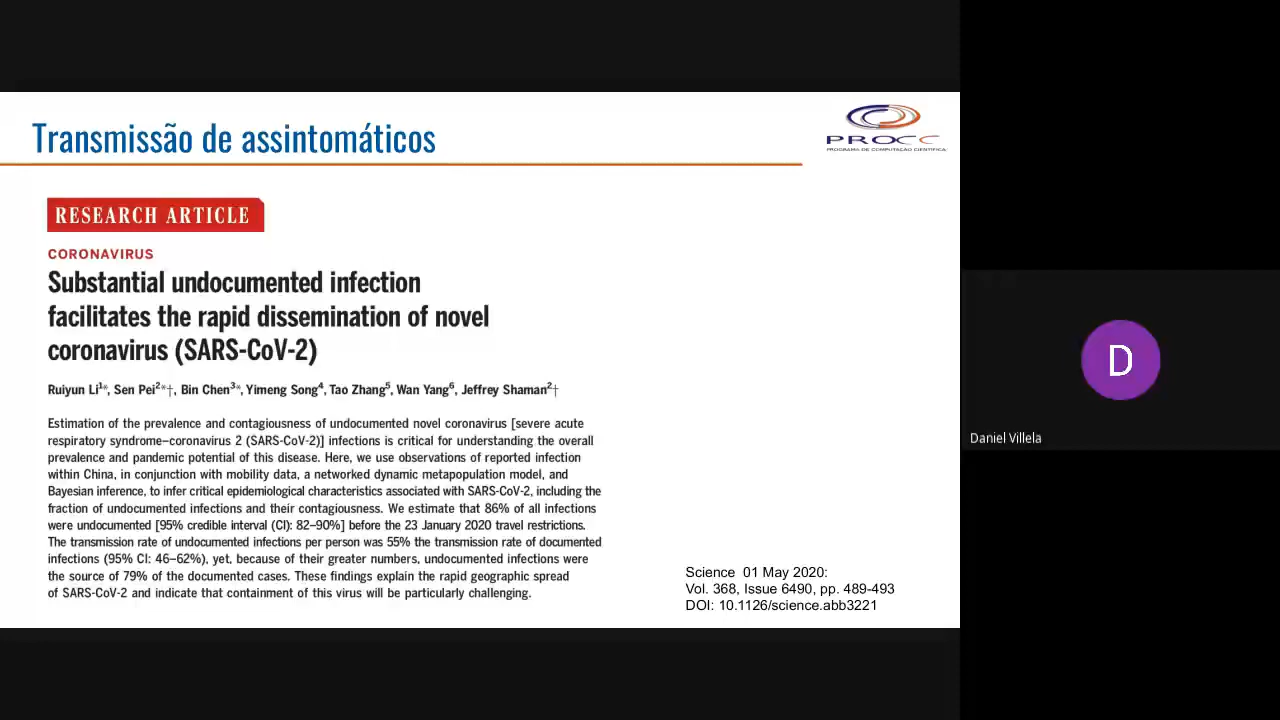 Transmissão de assintomáticos
PROCC
PROGRAMA DE COMPUTAÇÃO CIENTÍFICA
RESEARCH ARTICLE
CORONAVIRUS
Substantial undocumented infection
facilitates the rapid dissemination of novel
coronavirus (SARS-CoV-2)
Ruiyun Li1*, Sen Pei2*†, Bin Chen3*, Yimeng Song4, Tao Zhang5, Wan Yang6, Jeffrey Shaman2†
Estimation of the prevalence and contagiousness of undocumented novel coronavirus [severe acute
respiratory syndrome–coronavirus 2 (SARS-CoV-2)] infections is critical for understanding the overall
prevalence and pandemic potential of this disease. Here, we use observations of reported infection
within China, in conjunction with mobility data, a networked dynamic metapopulation model, and
Bayesian inference, to infer critical epidemiological characteristics associated with SARS-CoV-2, including the
fraction of undocumented infections and their contagiousness. We estimate that 86% of all infections
were undocumented [95% credible interval (CI): 82–90%] before the 23 January 2020 travel restrictions.
The transmission rate of undocumented infections per person was 55% the transmission rate of documented
infections (95% CI: 46–62%), yet, because of their greater numbers, undocumented infections were
the source of 79% of the documented cases. These findings explain the rapid geographic spread
of SARS-CoV-2 and indicate that containment of this virus will be particularly challenging.
Science 01 May 2020:
Vol. 368, Issue 6490, pp. 489-493
DOI: 10.1126/science.abb3221
D
Daniel Villela